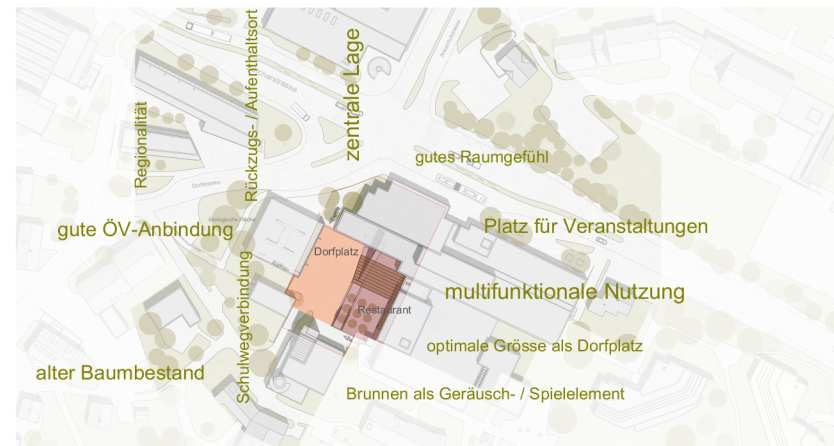 zentrale Lage
Rückzugs- / Aufenthaltsort
Regionalität
gutes Raumgefühl
gute ÖV-Anbindung
Platz für Veranstaltungen
Dorfplatz
Schulwegverbindung
multifunktionale Nutzung
Restaurant
optimale Grösse als Dorfplatz
alter Baumbestand
Brunnen als Geräusch- / Spielelement